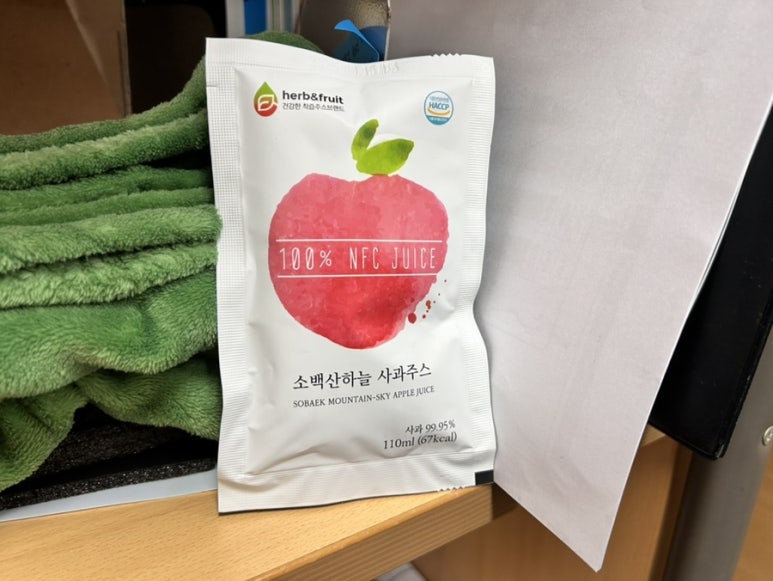 herb&fruit
건강한 착즙주스브랜드.
HACCP
100% NFC JUICE
소백산하늘 사과주스
SOBAEK MOUNTAIN-SKY APPLE JUICE
사과 99.95%
110ml (67kcal)